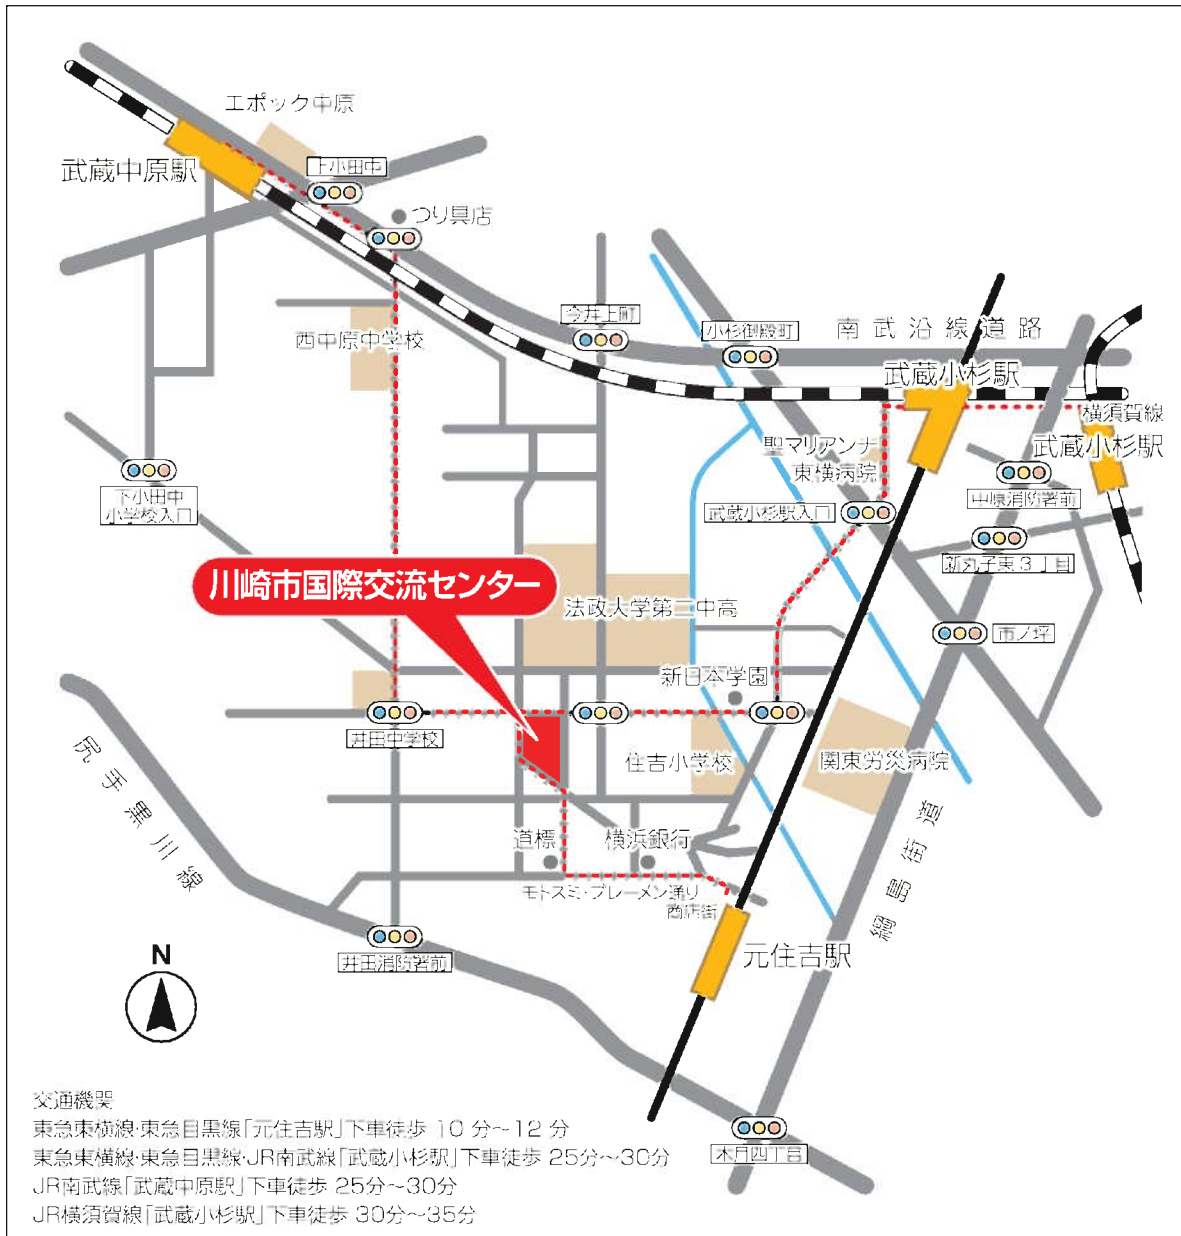 エポック中原
武蔵中原駅
上小田中
つり具店
今井上町
小杉御殿町
南武沿線道路
西中原中学校
武蔵小杉駅
横須賀線
武蔵小杉駅
聖マリアンナ
東横病院
下小田中
小学校入口
武蔵小杉駅入口
中原消防署前
新丸子東3丁目
川崎市国際交流センター
法政大学第二中高
市ノ坪
新日本学園
井田中学校
住吉小学校
関東労災病院
尻手黒川線
道標
横浜銀行
綱島街道
モトスミ・ブレーメン通り
商店街
井田消防署前
元住吉駅
N
木月四丁目
交通機関
東急東横線・東急目黒線「元住吉駅」下車徒歩 10 分〜12 分
東急東横線・東急目黒線・JR南武線「武蔵小杉駅」下車徒歩 25分〜30分
JR南武線「武蔵中原駅」下車徒歩 25分〜30分
JR横須賀線「武蔵小杉駅」下車徒歩 30分〜35分